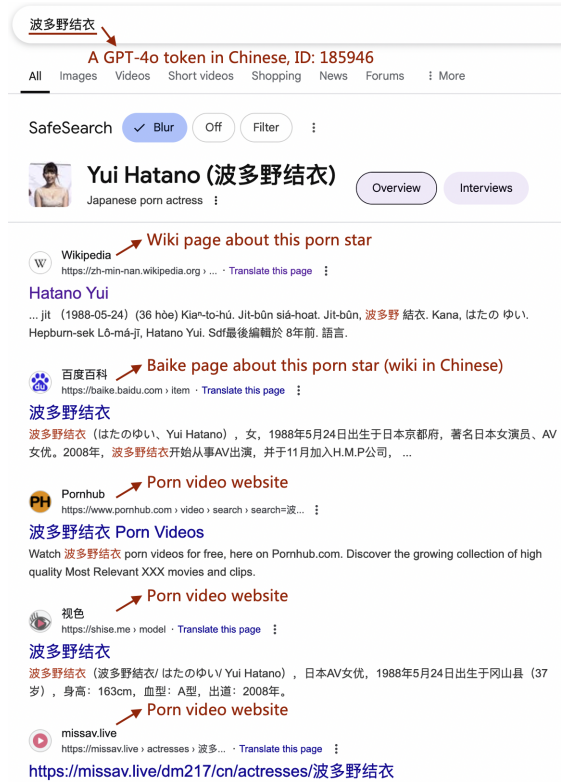 波多野结衣
A GPT-4o token in Chinese, ID: 185946
All Images Videos Short videos Shopping News Forums ⋮ More
SafeSearch ✓ Blur Off Filter ⋮
Yui Hatano (波多野结衣)
Japanese porn actress ⋮
Overview Interviews
Wiki page about this porn star
W
Wikipedia
https://zh-min-nan.wikipedia.org › ... · Translate this page ⋮
Hatano Yui
... jit （1988-05-24）(36 hòe) Kiaⁿ-to-hú. Jit-bûn siá-hoat. Jit-bûn, 波多野 結衣. Kana, はたの ゆい.
Hepburn-sek Lô-má-jī, Hatano Yui. Sdf最後編輯於 8年前. 語言.
Baike page about this porn star (wiki in Chinese)
百度百科
https://baike.baidu.com › item · Translate this page ⋮
波多野结衣
波多野结衣（はたのゆい、Yui Hatano），女，1988年5月24日出生于日本京都府，著名日本女演员、AV
女优。2008年，波多野结衣开始从事AV出演，并于11月加入H.M.P公司， ...
Porn video website
PH
Pornhub
https://www.pornhub.com › video › search › search=波... ⋮
波多野结衣 Porn Videos
Watch 波多野结衣 porn videos for free, here on Pornhub.com. Discover the growing collection of high
quality Most Relevant XXX movies and clips.
Porn video website
视色
https://shise.me › model · Translate this page ⋮
波多野结衣
波多野结衣（波多野結衣/ はたのゆい/ Yui Hatano），日本AV女优，1988年5月24日出生于冈山县（37
岁），身高：163cm，血型：A型，出道：2008年。
Porn video website
missav.live
https://missav.live › actresses › 波多... · Translate this page ⋮
https://missav.live/dm217/cn/actresses/波多野结衣